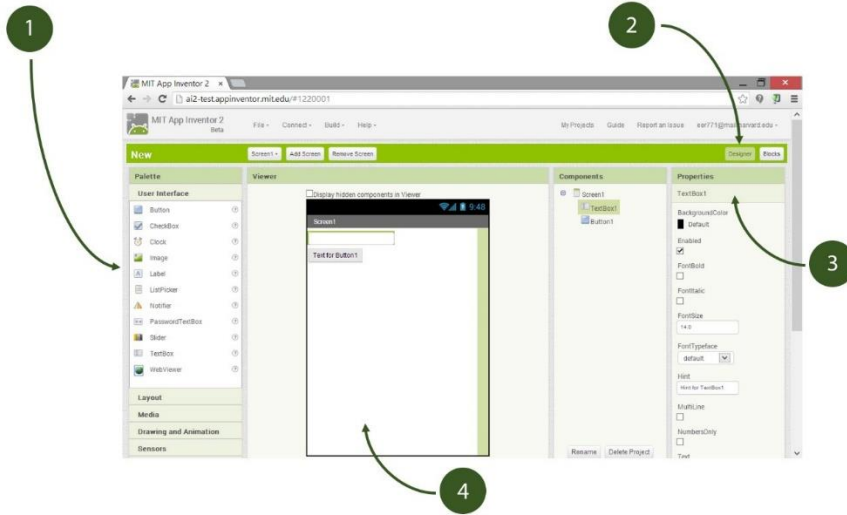 1
2
MIT App Inventor 2 ×
ai2-test.appinventor.mit.edu/#1220001
MIT App Inventor 2
Beta
File Connect Build Help
My Projects Guide Report an Issue
New
Screen1 Add Screen Remove Screen
Designer Blocks
Palette
Viewer
Components
Properties
User Interface
Button
CheckBox
Clock
Image
Label
ListPicker
Notifier
PasswordTextBox
Slider
TextBox
WebViewer
Layout
Media
Drawing and Animation
Sensors
Display hidden components in Viewer
9:48
Screen1
Text for Button1
Screen1
TextBox1
Button1
Rename Delete Project
TextBox1
BackgroundColor
Default
Enabled
FontBold
FontItalic
FontSize
14.0
FontTypeface
default
Hint
Hint for TextBox1
MultiLine
NumbersOnly
Text
3
4